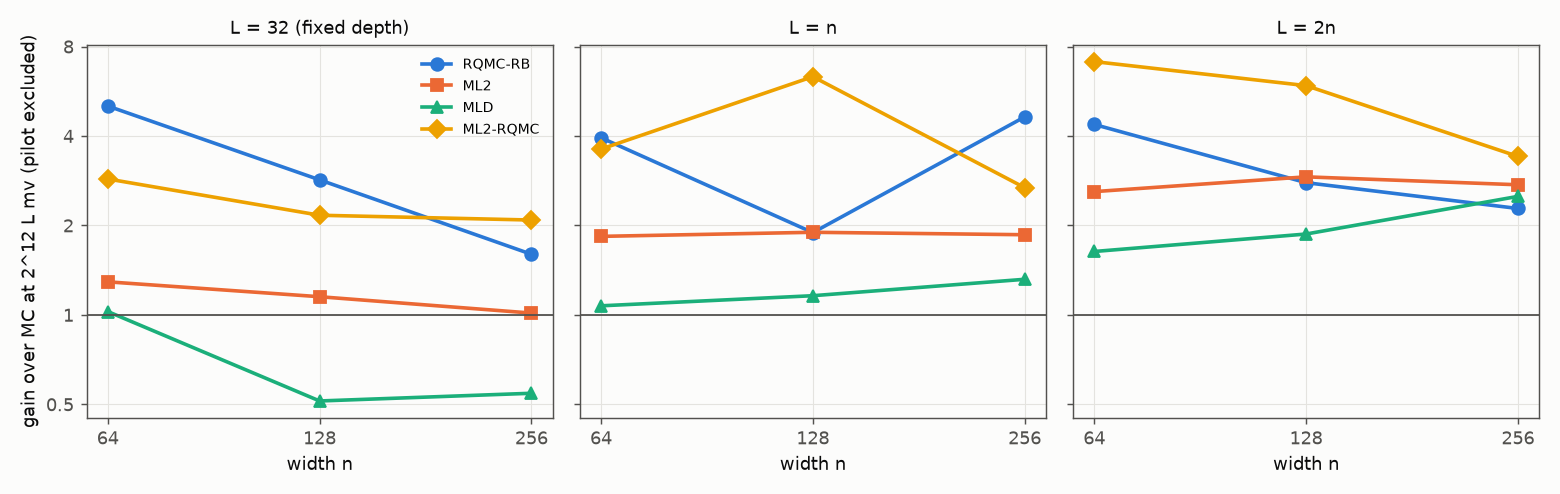 L = 32 (fixed depth)
L = n
L = 2n
gain over MC at 2^12 L mv (pilot excluded)
8
4
2
1
0.5
RQMC-RB
ML2
MLD
ML2-RQMC
64
128
256
64
128
256
64
128
256
width n
width n
width n